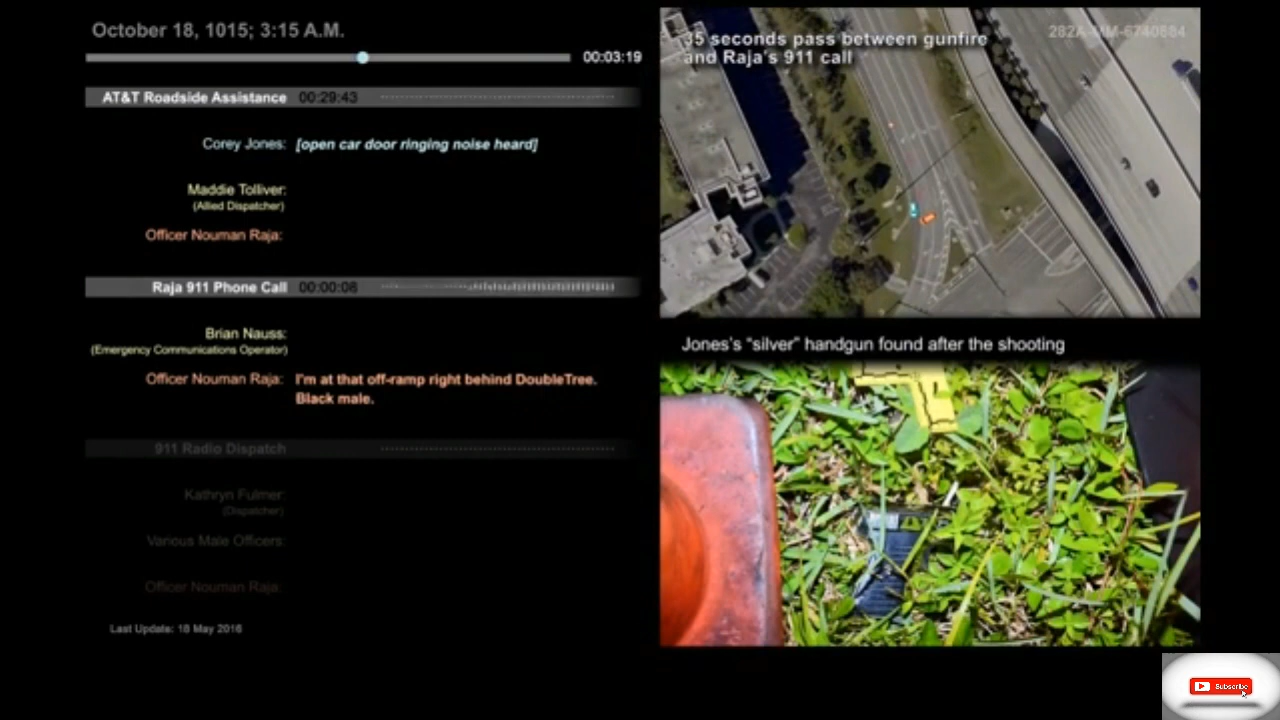 October 18, 1015; 3:15 A.M.
00:03:19
AT&T Roadside Assistance 00:29:43
Corey Jones: [open car door ringing noise heard]
Maddie Tolliver:
(Allied Dispatcher)
Officer Nouman Raja:
Raja 911 Phone Call 00:00:08
Brian Nauss:
(Emergency Communications Operator)
Officer Nouman Raja: I'm at that off-ramp right behind DoubleTree.
Black male.
911 Radio Dispatch
Kathryn Fulmer:
(Dispatcher)
Various Male Officers:
Officer Nouman Raja:
Last Update: 18 May 2016
35 seconds pass between gunfire
and Raja's 911 call
282A-MM-6740884
Jones's “silver” handgun found after the shooting
Subscribe